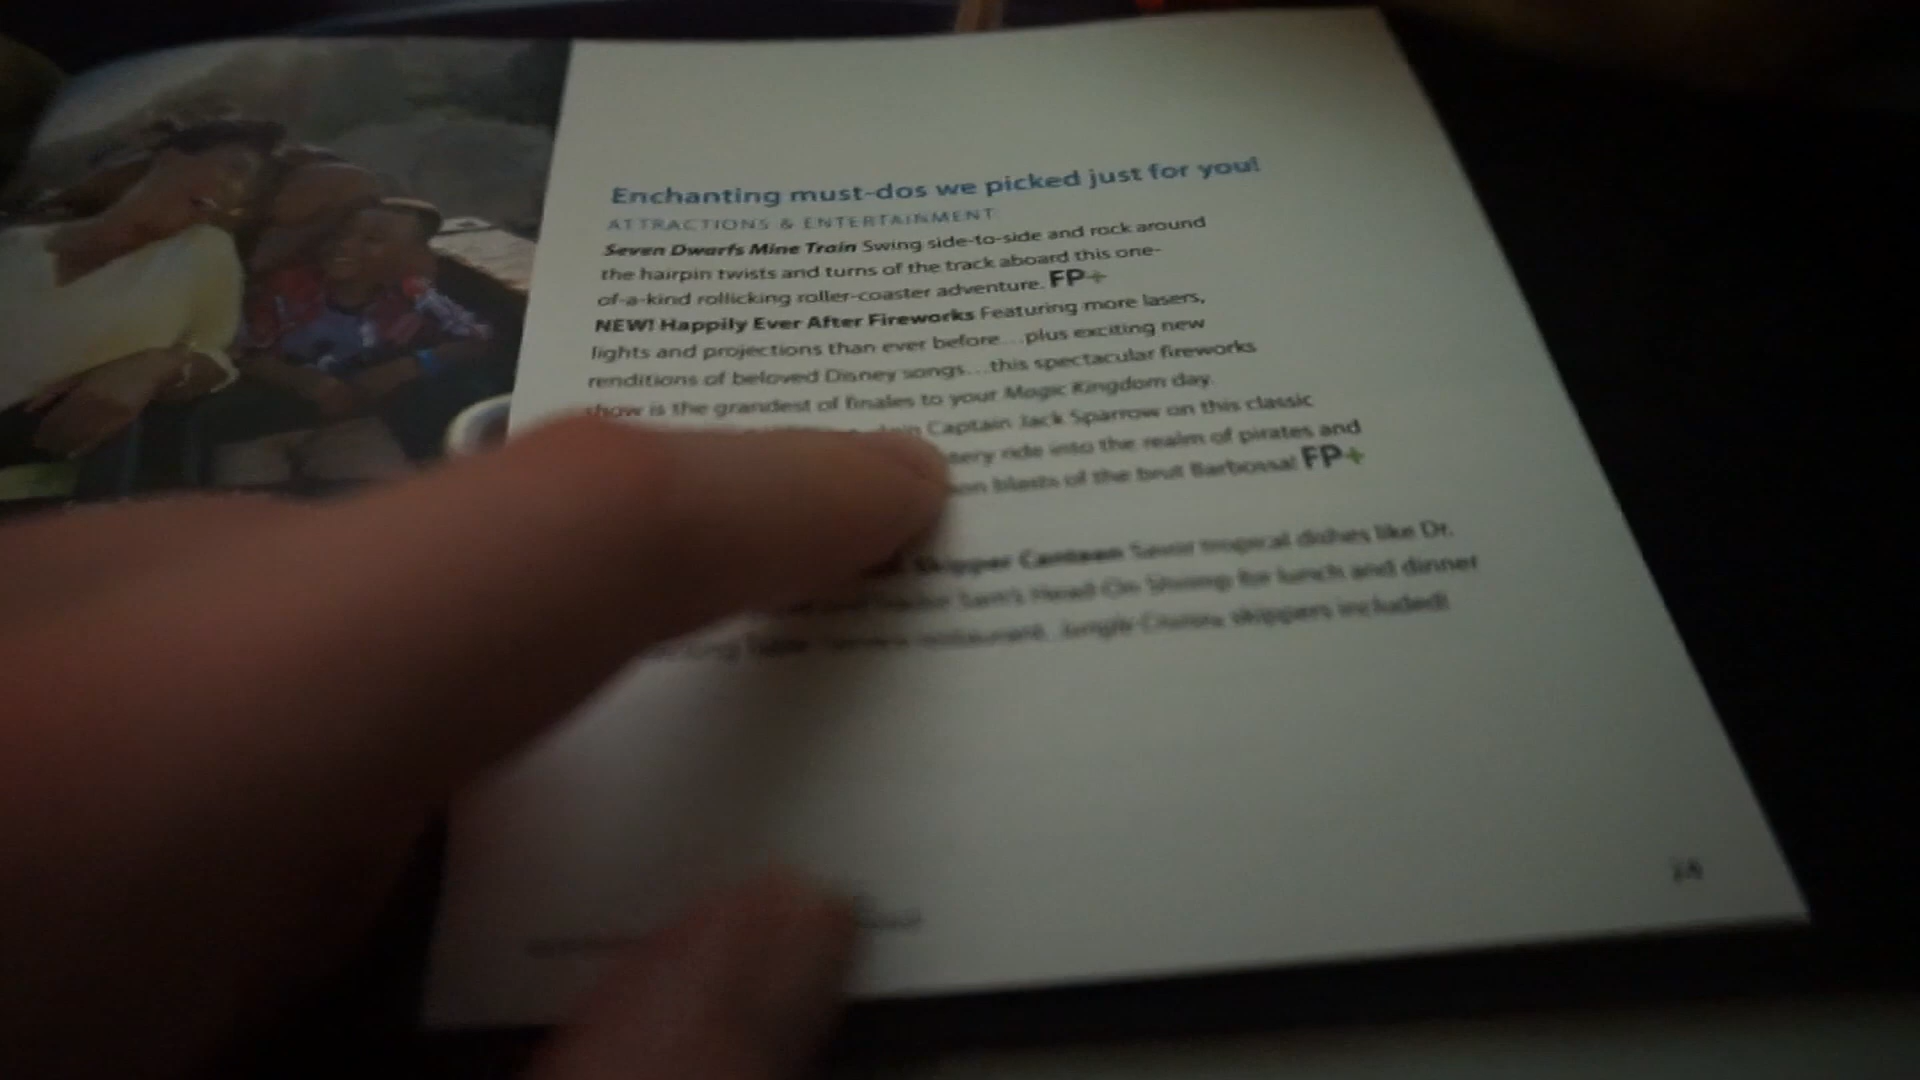 Enchanting must-dos we picked just for you!
ATTRACTIONS & ENTERTAINMENT
Seven Dwarfs Mine Train Swing side-to-side and rock around
the hairpin twists and turns of the track aboard this one-
of-a-kind rollicking roller-coaster adventure. FP+
NEW! Happily Ever After Fireworks Featuring more lasers,
lights and projections than ever before...plus exciting new
renditions of beloved Disney songs...this spectacular fireworks
show is the grandest of finales to your Magic Kingdom day.
Captain Jack Sparrow on this classic
ride into the realm of pirates and
blasts of the brut Barbossa! FP+
Skipper Canteen Savor tropical dishes like Dr.
Sam's Head-On Shrimp for lunch and dinner
restaurant. Jungle Cruise skippers included!